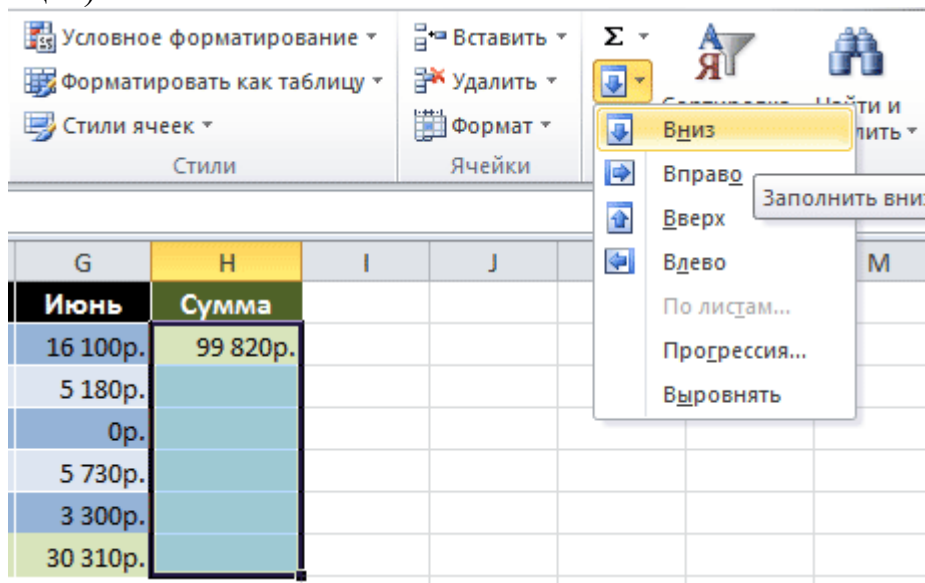 Условное форматирование
Форматировать как таблицу
Стили ячеек
Стили
Вставить
Удалить
Формат
Ячейки
Σ
А
Я
Вниз
Вправо
Вверх
Влево
По листам...
Прогрессия...
Выровнять
Заполнить вниз
G H I J M
Июнь Сумма
16 100р. 99 820р.
5 180р.
0р.
5 730р.
3 300р.
30 310р.